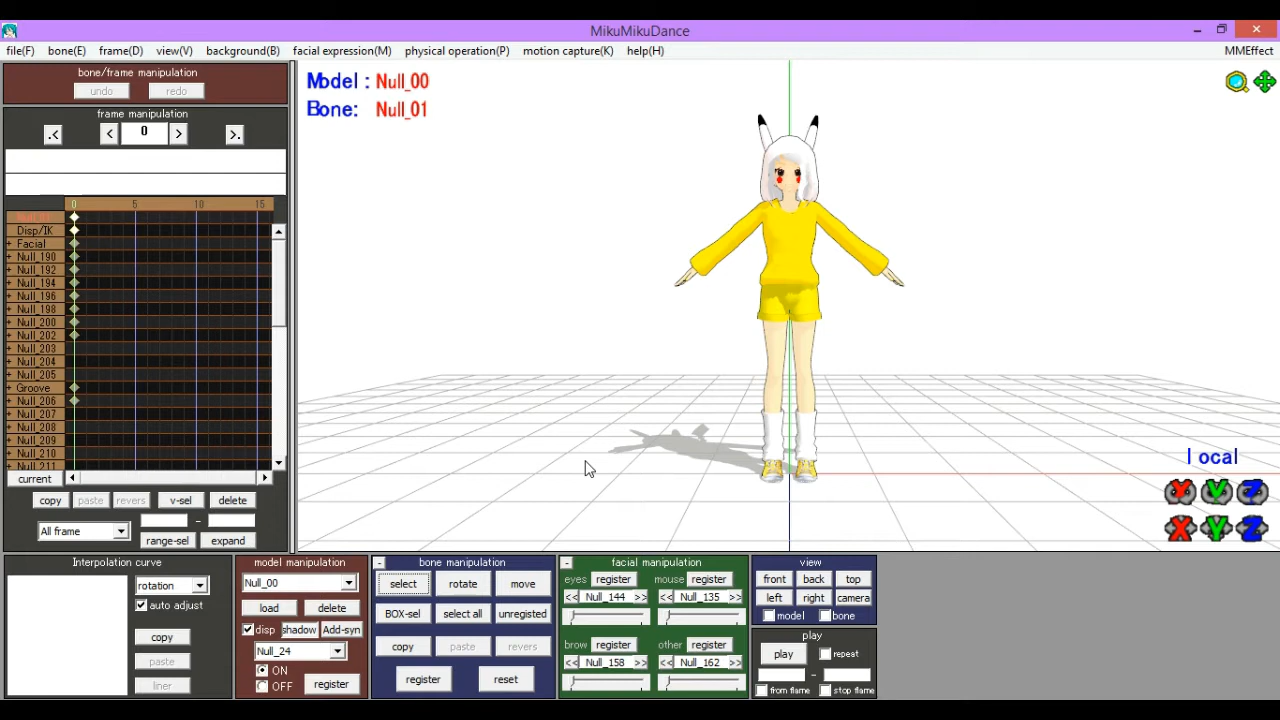 MikuMikuDance
file(F) bone(E) frame(D) view(V) background(B) facial expression(M) physical operation(P) motion capture(K) help(H) MMEffect
bone/frame manipulation
undo redo
frame manipulation
.< < 0 > >.
0 5 10 15
Null_01
Disp/IK
+ Facial
+ Null_190
+ Null_192
+ Null_194
+ Null_196
+ Null_198
+ Null_200
+ Null_202
+ Null_203
+ Null_204
+ Null_205
+ Groove
+ Null_206
+ Null_207
+ Null_208
+ Null_209
+ Null_210
+ Null_211
current
copy paste revers v-sel delete
All frame -
range-sel expand
Model : Null_00
Bone: Null_01
local
X Y Z
X Y Z
Interpolation curve
rotation
auto adjust
copy
paste
liner
model manipulation
Null_00
load delete
disp shadow Add-syn
Null_24
ON
OFF register
- bone manipulation
select rotate move
BOX-sel select all unregisted
copy paste revers
register reset
- facial manipulation
eyes register mouse register
<< Null_144 >> << Null_135 >>
brow register other register
<< Null_158 >> << Null_162 >>
view
front back top
left right camera
model bone
play
play repeat
-
from flame stop flame